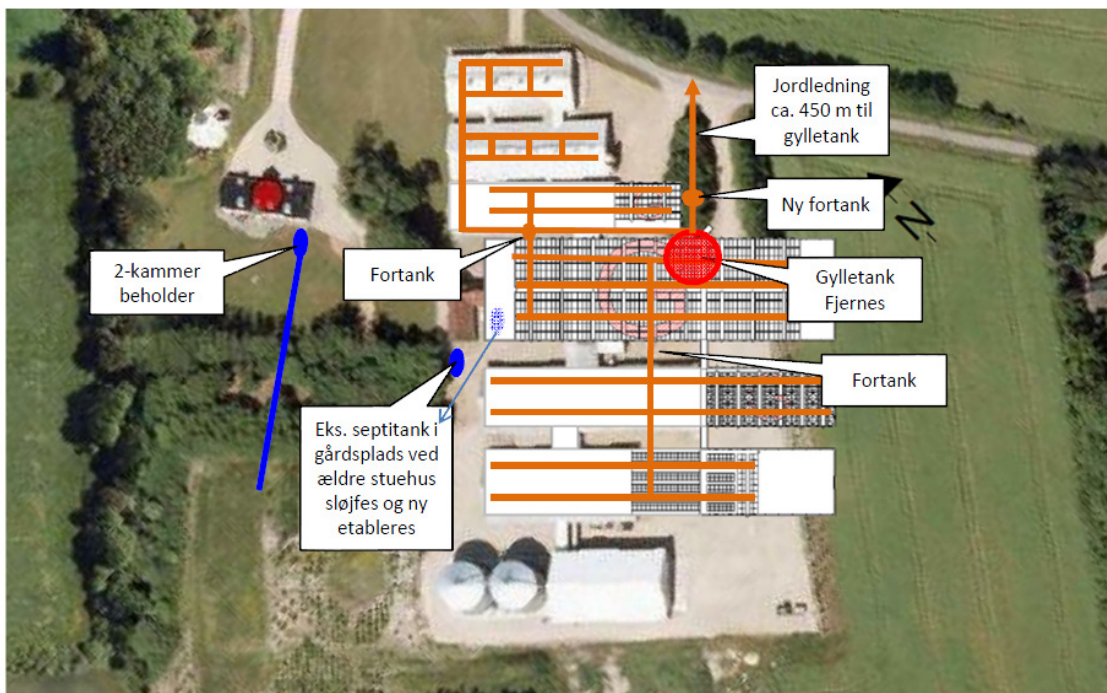 Jordledning
ca. 450 m til
gylletank
Ny fortank
N
2-kammer
beholder
Fortank
Gylletank
Fjernes
Fortank
Eks. septitank i
gårdsplads ved
ældre stuehus
sløjfes og ny
etableres